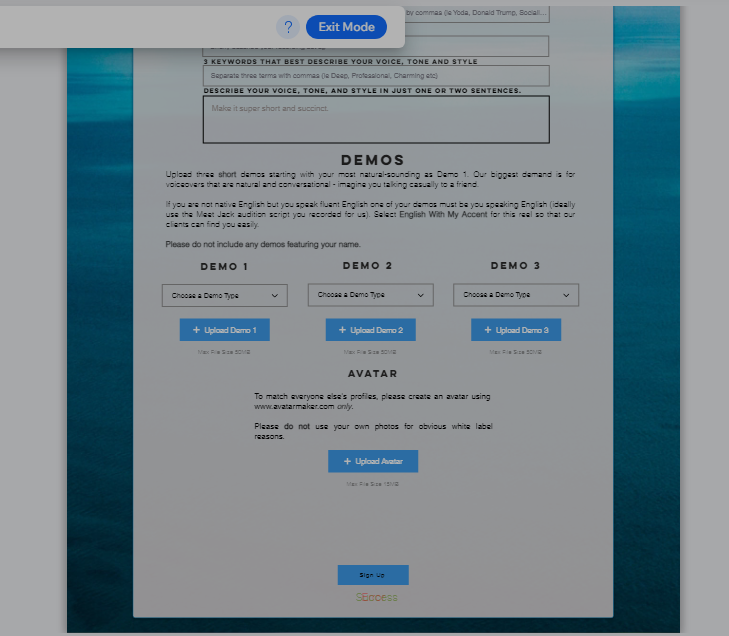 ? Exit Mode
by commas (ie Yoda, Donald Trump, Sociali...
3 KEYWORDS THAT BEST DESCRIBE YOUR VOICE, TONE AND STYLE
Separate three terms with commas (ie Deep, Professional, Charming etc)
DESCRIBE YOUR VOICE, TONE, AND STYLE IN JUST ONE OR TWO SENTENCES.
Make it super short and succinct.
DEMOS
Upload three short demos starting with your most natural-sounding as Demo 1. Our biggest demand is for
voiceovers that are natural and conversational - imagine you talking casually to a friend.
If you are not native English but you speak fluent English one of your demos must be you speaking English (ideally
use the Meet Jack audition script you recorded for us). Select English With My Accent for this reel so that our
clients can find you easily.
Please do not include any demos featuring your name.
DEMO 1 DEMO 2 DEMO 3
Choose a Demo Type Choose a Demo Type Choose a Demo Type
+ Upload Demo 1 + Upload Demo 2 + Upload Demo 3
Max File Size 50MB Max File Size 50MB Max File Size 50MB
AVATAR
To match everyone else's profiles, please create an avatar using
www.avatarmaker.com only.
Please do not use your own photos for obvious white label
reasons.
+ Upload Avatar
Max File Size 15MB
Sign Up